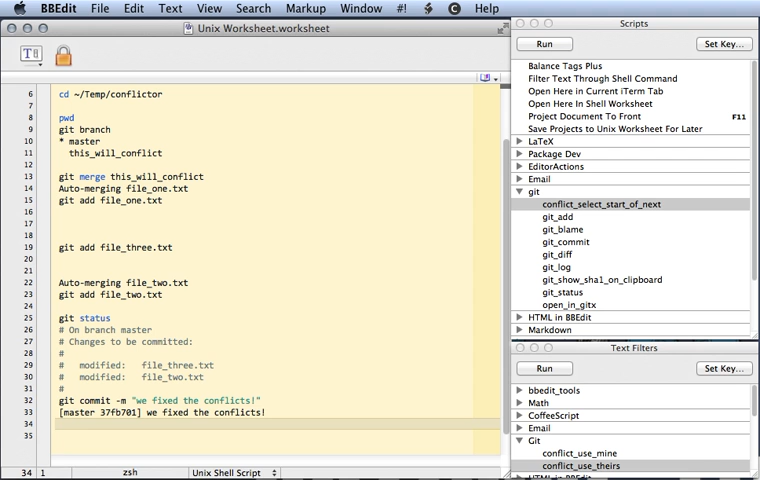 BBEdit File Edit Text View Search Markup Window #! Help
Unix Worksheet.worksheet
6 cd ~/Temp/conflictor
7
8 pwd
9 git branch
10 * master
11 this_will_conflict
12
13 git merge this_will_conflict
14 Auto-merging file_one.txt
15 git add file_one.txt
16
17
18
19 git add file_three.txt
20
21
22 Auto-merging file_two.txt
23 git add file_two.txt
24
25 git status
26 # On branch master
27 # Changes to be committed:
28 #
29 # modified: file_three.txt
30 # modified: file_two.txt
31 #
32 git commit -m "we fixed the conflicts!"
33 [master 37fb701] we fixed the conflicts!
34
35
34 1 zsh Unix Shell Script
Scripts
Run Set Key...
Balance Tags Plus
Filter Text Through Shell Command
Open Here in Current iTerm Tab
Open Here In Shell Worksheet
Project Document To Front F11
Save Projects to Unix Worksheet For Later
LaTeX
Package Dev
EditorActions
Email
git
conflict_select_start_of_next
git_add
git_blame
git_commit
git_diff
git_log
git_show_sha1_on_clipboard
git_status
open_in_gitx
HTML in BBEdit
Markdown
Text Filters
Run Set Key...
bbedit_tools
Math
CoffeeScript
Email
Git
conflict_use_mine
conflict_use_theirs
HTML in BBEdit